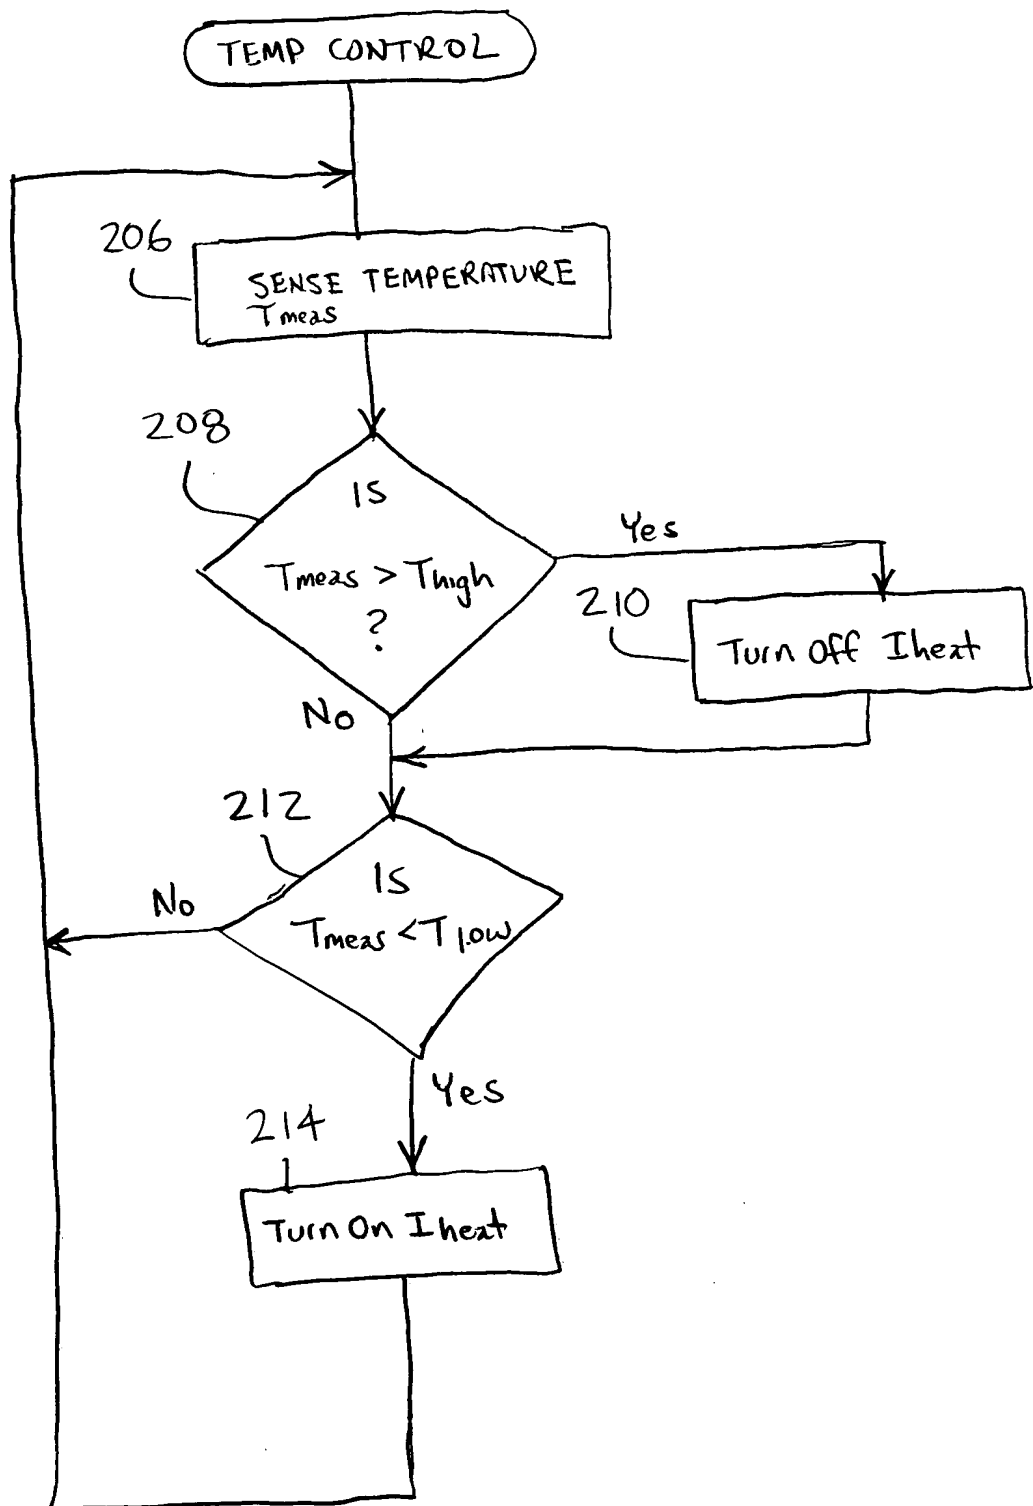 TEMP CONTROL
206
SENSE TEMPERATURE
Tmeas
208
IS
Tmeas > Thigh
?
Yes
210
Turn Off Iheat
No
212
IS
Tmeas < Tlow
No
Yes
214
Turn On Iheat